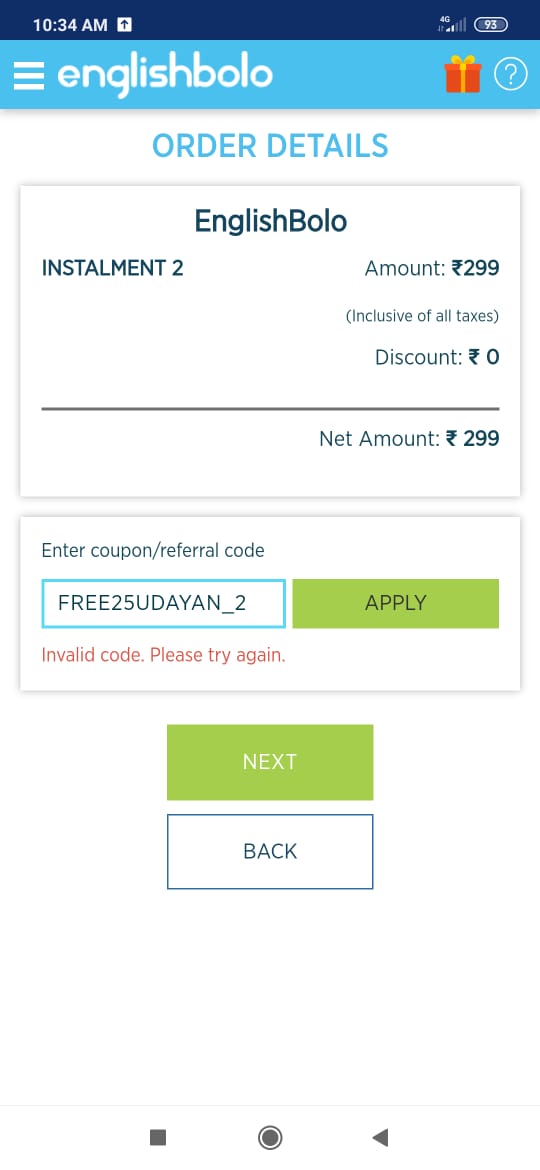 10:34 AM 4G 93
englishbolo ?
ORDER DETAILS
EnglishBolo
INSTALMENT 2 Amount: ₹299
(Inclusive of all taxes)
Discount: ₹ 0
Net Amount: ₹ 299
Enter coupon/referral code
FREE25UDAYAN_2 APPLY
Invalid code. Please try again.
NEXT
BACK